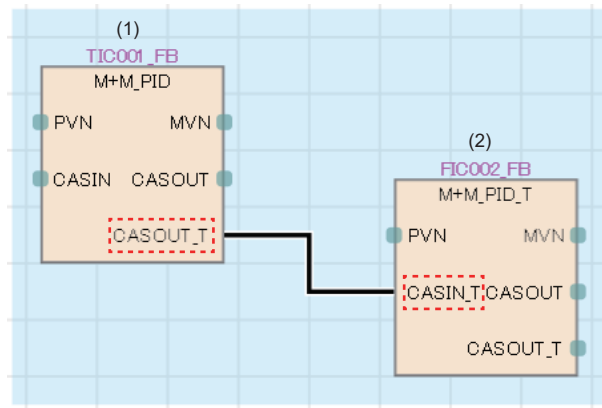 (1)
TIC001_FB
M+M_PID
PVN MVN
CASIN CASOUT
CASOUT_T
(2)
FIC002_FB
M+M_PID_T
PVN MVN
CASIN_T CASOUT
CASOUT_T